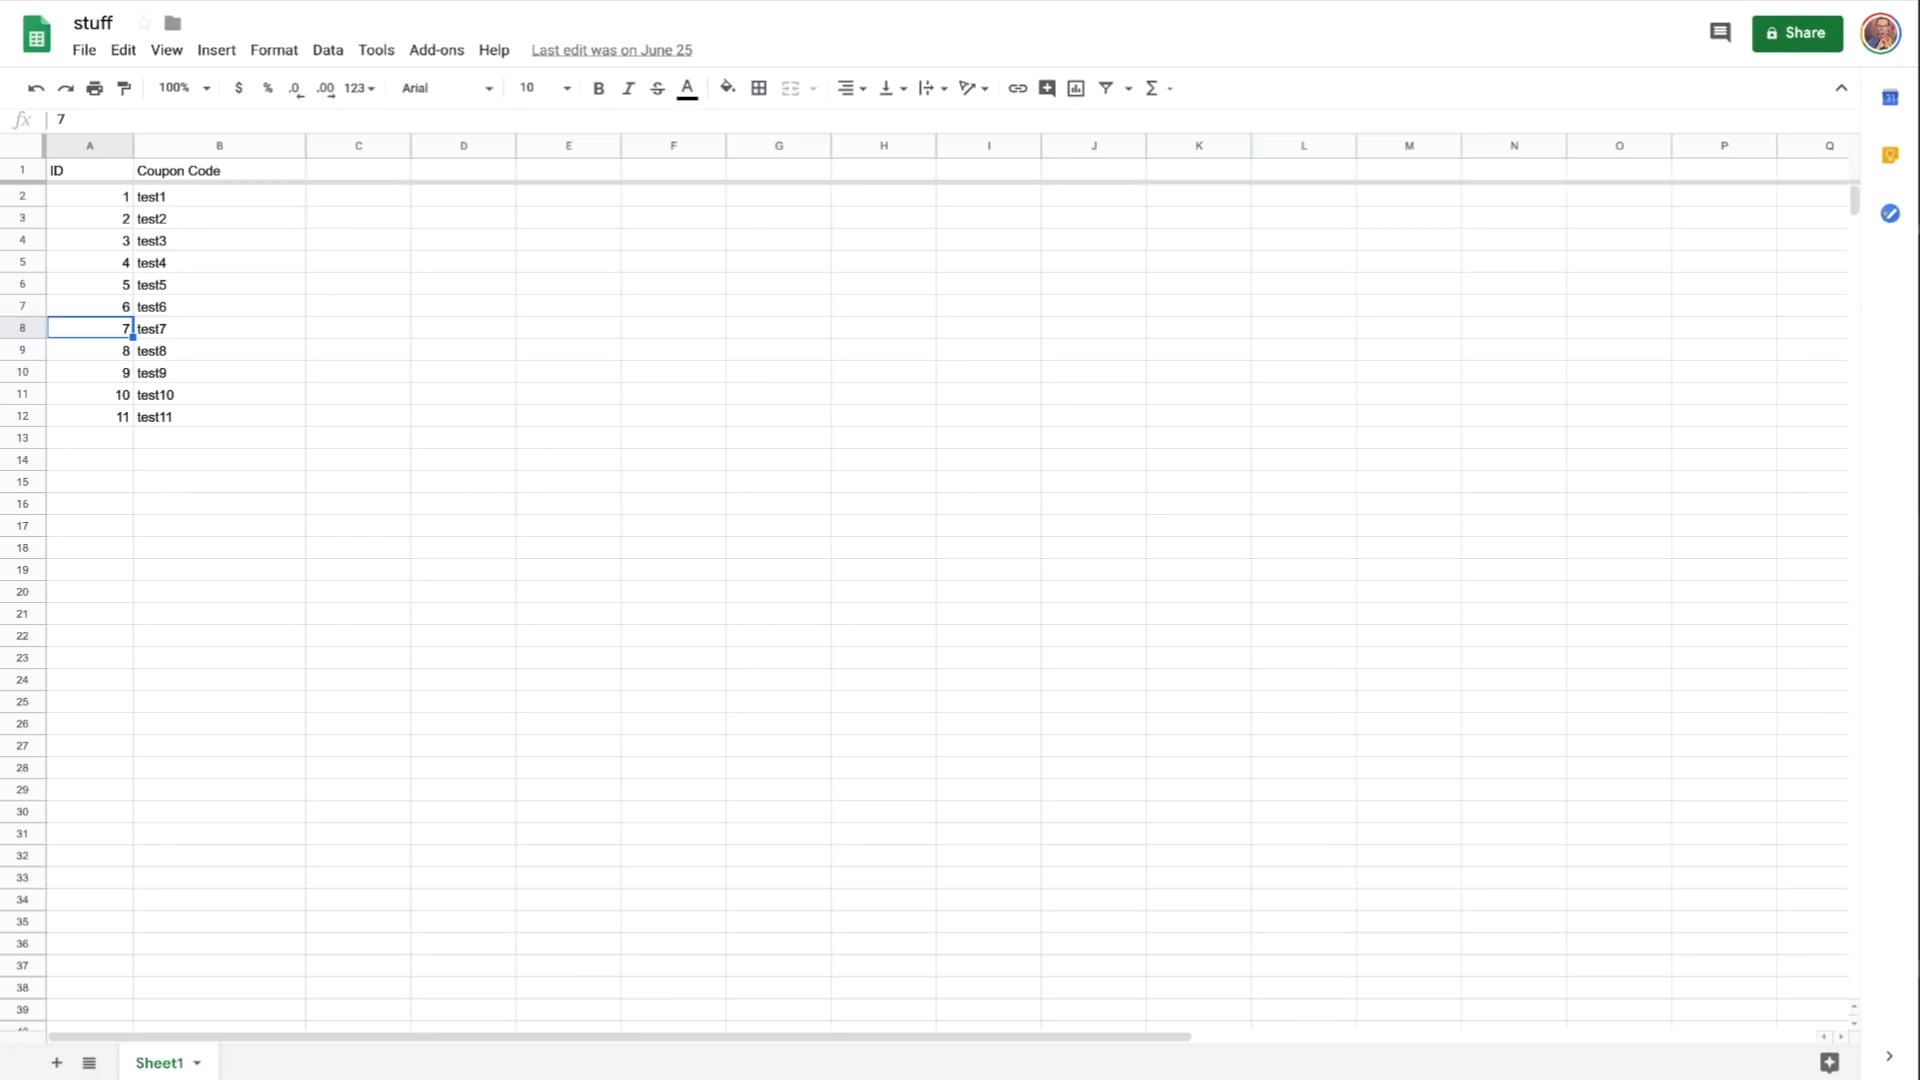 stuff
File Edit View Insert Format Data Tools Add-ons Help Last edit was on June 25
Share
100% $ % .0 .00 123 Arial 10 B I S A Σ
31
fx 7
A B C D E F G H I J K L M N O P Q
1 ID Coupon Code
2 1 test1
3 2 test2
4 3 test3
5 4 test4
6 5 test5
7 6 test6
8 7 test7
9 8 test8
10 9 test9
11 10 test10
12 11 test11
13
14
15
16
17
18
19
20
21
22
23
24
25
26
27
28
29
30
31
32
33
34
35
36
37
38
39
Sheet1